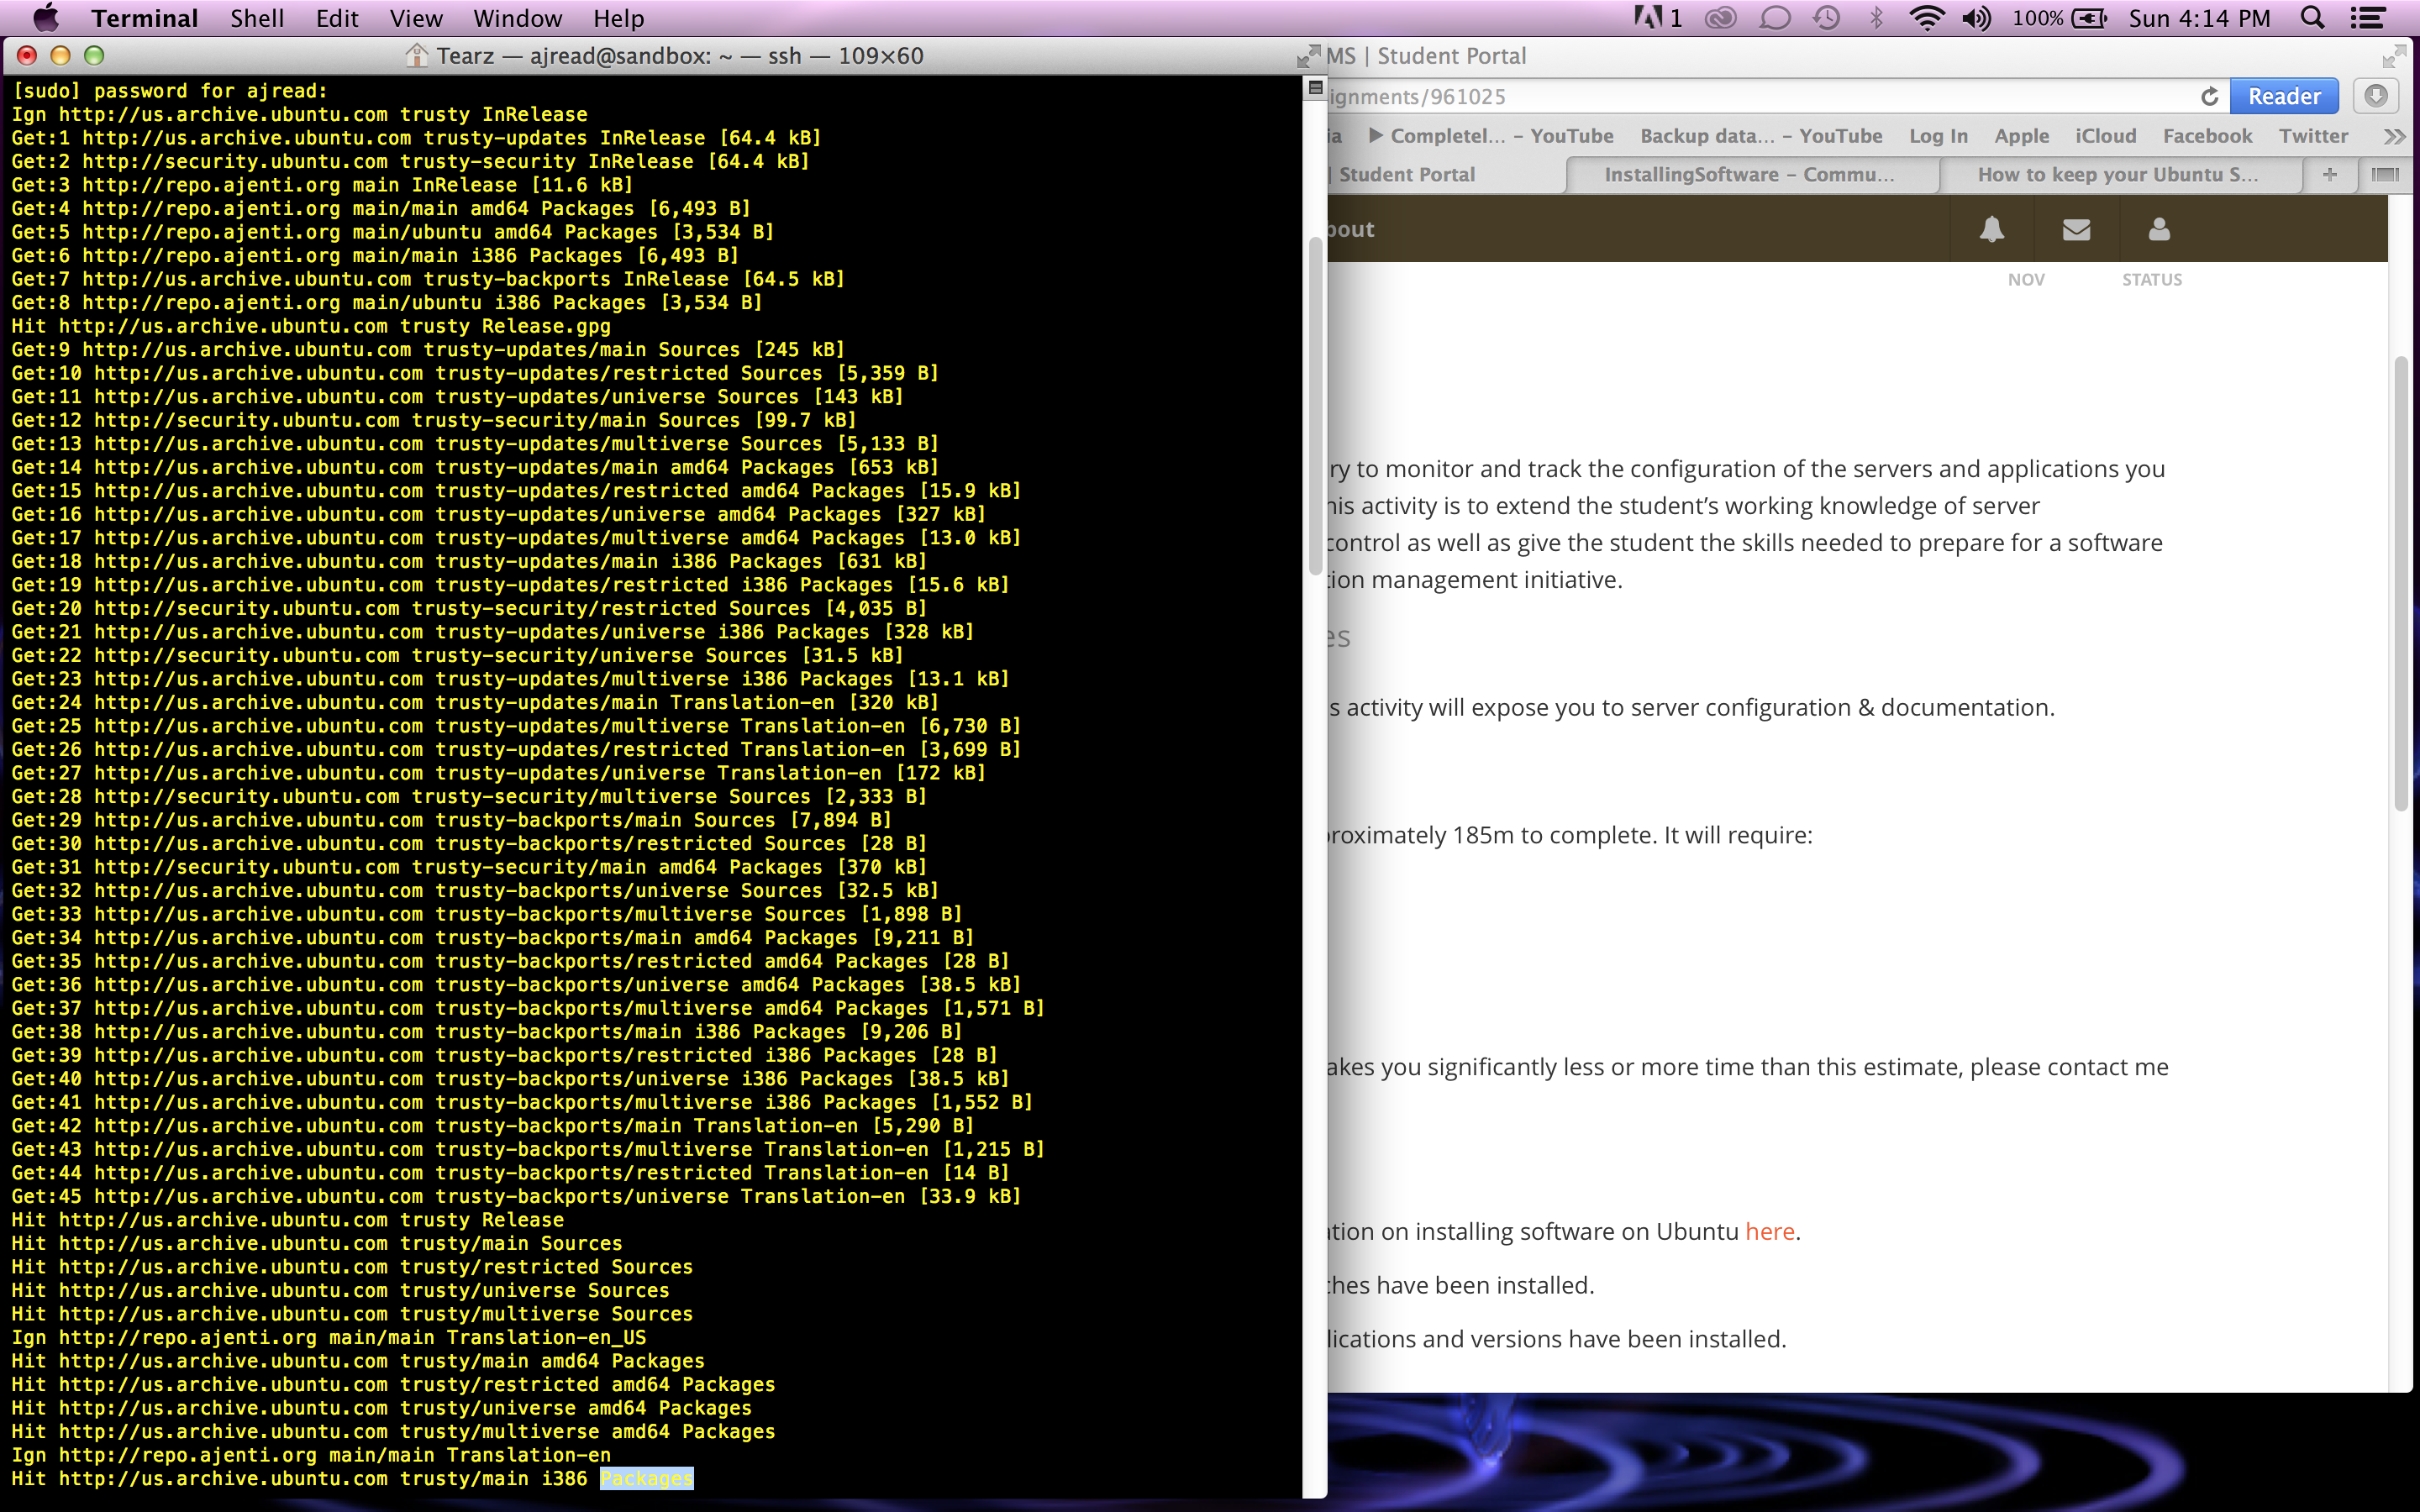 Terminal Shell Edit View Window Help
1 100% Sun 4:14 PM
Tearz — ajread@sandbox: ~ — ssh — 109×60
[sudo] password for ajread:
Ign http://us.archive.ubuntu.com trusty InRelease
Get:1 http://us.archive.ubuntu.com trusty-updates InRelease [64.4 kB]
Get:2 http://security.ubuntu.com trusty-security InRelease [64.4 kB]
Get:3 http://repo.ajenti.org main InRelease [11.6 kB]
Get:4 http://repo.ajenti.org main/main amd64 Packages [6,493 B]
Get:5 http://repo.ajenti.org main/ubuntu amd64 Packages [3,534 B]
Get:6 http://repo.ajenti.org main/main i386 Packages [6,493 B]
Get:7 http://us.archive.ubuntu.com trusty-backports InRelease [64.5 kB]
Get:8 http://repo.ajenti.org main/ubuntu i386 Packages [3,534 B]
Hit http://us.archive.ubuntu.com trusty Release.gpg
Get:9 http://us.archive.ubuntu.com trusty-updates/main Sources [245 kB]
Get:10 http://us.archive.ubuntu.com trusty-updates/restricted Sources [5,359 B]
Get:11 http://us.archive.ubuntu.com trusty-updates/universe Sources [143 kB]
Get:12 http://security.ubuntu.com trusty-security/main Sources [99.7 kB]
Get:13 http://us.archive.ubuntu.com trusty-updates/multiverse Sources [5,133 B]
Get:14 http://us.archive.ubuntu.com trusty-updates/main amd64 Packages [653 kB]
Get:15 http://us.archive.ubuntu.com trusty-updates/restricted amd64 Packages [15.9 kB]
Get:16 http://us.archive.ubuntu.com trusty-updates/universe amd64 Packages [327 kB]
Get:17 http://us.archive.ubuntu.com trusty-updates/multiverse amd64 Packages [13.0 kB]
Get:18 http://us.archive.ubuntu.com trusty-updates/main i386 Packages [631 kB]
Get:19 http://us.archive.ubuntu.com trusty-updates/restricted i386 Packages [15.6 kB]
Get:20 http://security.ubuntu.com trusty-security/restricted Sources [4,035 B]
Get:21 http://us.archive.ubuntu.com trusty-updates/universe i386 Packages [328 kB]
Get:22 http://security.ubuntu.com trusty-security/universe Sources [31.5 kB]
Get:23 http://us.archive.ubuntu.com trusty-updates/multiverse i386 Packages [13.1 kB]
Get:24 http://us.archive.ubuntu.com trusty-updates/main Translation-en [320 kB]
Get:25 http://us.archive.ubuntu.com trusty-updates/multiverse Translation-en [6,730 B]
Get:26 http://us.archive.ubuntu.com trusty-updates/restricted Translation-en [3,699 B]
Get:27 http://us.archive.ubuntu.com trusty-updates/universe Translation-en [172 kB]
Get:28 http://security.ubuntu.com trusty-security/multiverse Sources [2,333 B]
Get:29 http://us.archive.ubuntu.com trusty-backports/main Sources [7,894 B]
Get:30 http://us.archive.ubuntu.com trusty-backports/restricted Sources [28 B]
Get:31 http://security.ubuntu.com trusty-security/main amd64 Packages [370 kB]
Get:32 http://us.archive.ubuntu.com trusty-backports/universe Sources [32.5 kB]
Get:33 http://us.archive.ubuntu.com trusty-backports/multiverse Sources [1,898 B]
Get:34 http://us.archive.ubuntu.com trusty-backports/main amd64 Packages [9,211 B]
Get:35 http://us.archive.ubuntu.com trusty-backports/restricted amd64 Packages [28 B]
Get:36 http://us.archive.ubuntu.com trusty-backports/universe amd64 Packages [38.5 kB]
Get:37 http://us.archive.ubuntu.com trusty-backports/multiverse amd64 Packages [1,571 B]
Get:38 http://us.archive.ubuntu.com trusty-backports/main i386 Packages [9,206 B]
Get:39 http://us.archive.ubuntu.com trusty-backports/restricted i386 Packages [28 B]
Get:40 http://us.archive.ubuntu.com trusty-backports/universe i386 Packages [38.5 kB]
Get:41 http://us.archive.ubuntu.com trusty-backports/multiverse i386 Packages [1,552 B]
Get:42 http://us.archive.ubuntu.com trusty-backports/main Translation-en [5,290 B]
Get:43 http://us.archive.ubuntu.com trusty-backports/multiverse Translation-en [1,215 B]
Get:44 http://us.archive.ubuntu.com trusty-backports/restricted Translation-en [14 B]
Get:45 http://us.archive.ubuntu.com trusty-backports/universe Translation-en [33.9 kB]
Hit http://us.archive.ubuntu.com trusty Release
Hit http://us.archive.ubuntu.com trusty/main Sources
Hit http://us.archive.ubuntu.com trusty/restricted Sources
Hit http://us.archive.ubuntu.com trusty/universe Sources
Hit http://us.archive.ubuntu.com trusty/multiverse Sources
Ign http://repo.ajenti.org main/main Translation-en_US
Hit http://us.archive.ubuntu.com trusty/main amd64 Packages
Hit http://us.archive.ubuntu.com trusty/restricted amd64 Packages
Hit http://us.archive.ubuntu.com trusty/universe amd64 Packages
Hit http://us.archive.ubuntu.com trusty/multiverse amd64 Packages
Ign http://repo.ajenti.org main/main Translation-en
Hit http://us.archive.ubuntu.com trusty/main i386 Packages
MS | Student Portal
ignments/961025 Reader
ia Completel... – YouTube Backup data... – YouTube Log In Apple iCloud Facebook Twitter
| Student Portal InstallingSoftware – Commu... How to keep your Ubuntu S...
bout
NOV STATUS
ry to monitor and track the configuration of the servers and applications you
his activity is to extend the student’s working knowledge of server
control as well as give the student the skills needed to prepare for a software
tion management initiative.
es
s activity will expose you to server configuration & documentation.
proximately 185m to complete. It will require:
akes you significantly less or more time than this estimate, please contact me
ation on installing software on Ubuntu here.
ches have been installed.
lications and versions have been installed.